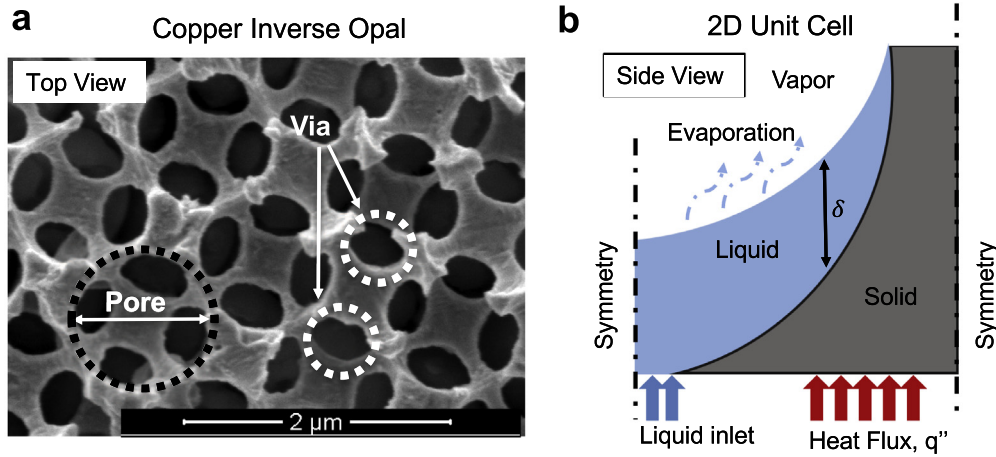 a
Copper Inverse Opal
Top View
Via
Pore
2 μm
b
2D Unit Cell
Side View
Vapor
Evaporation
δ
Liquid
Solid
Symmetry
Symmetry
Liquid inlet
Heat Flux, q’’